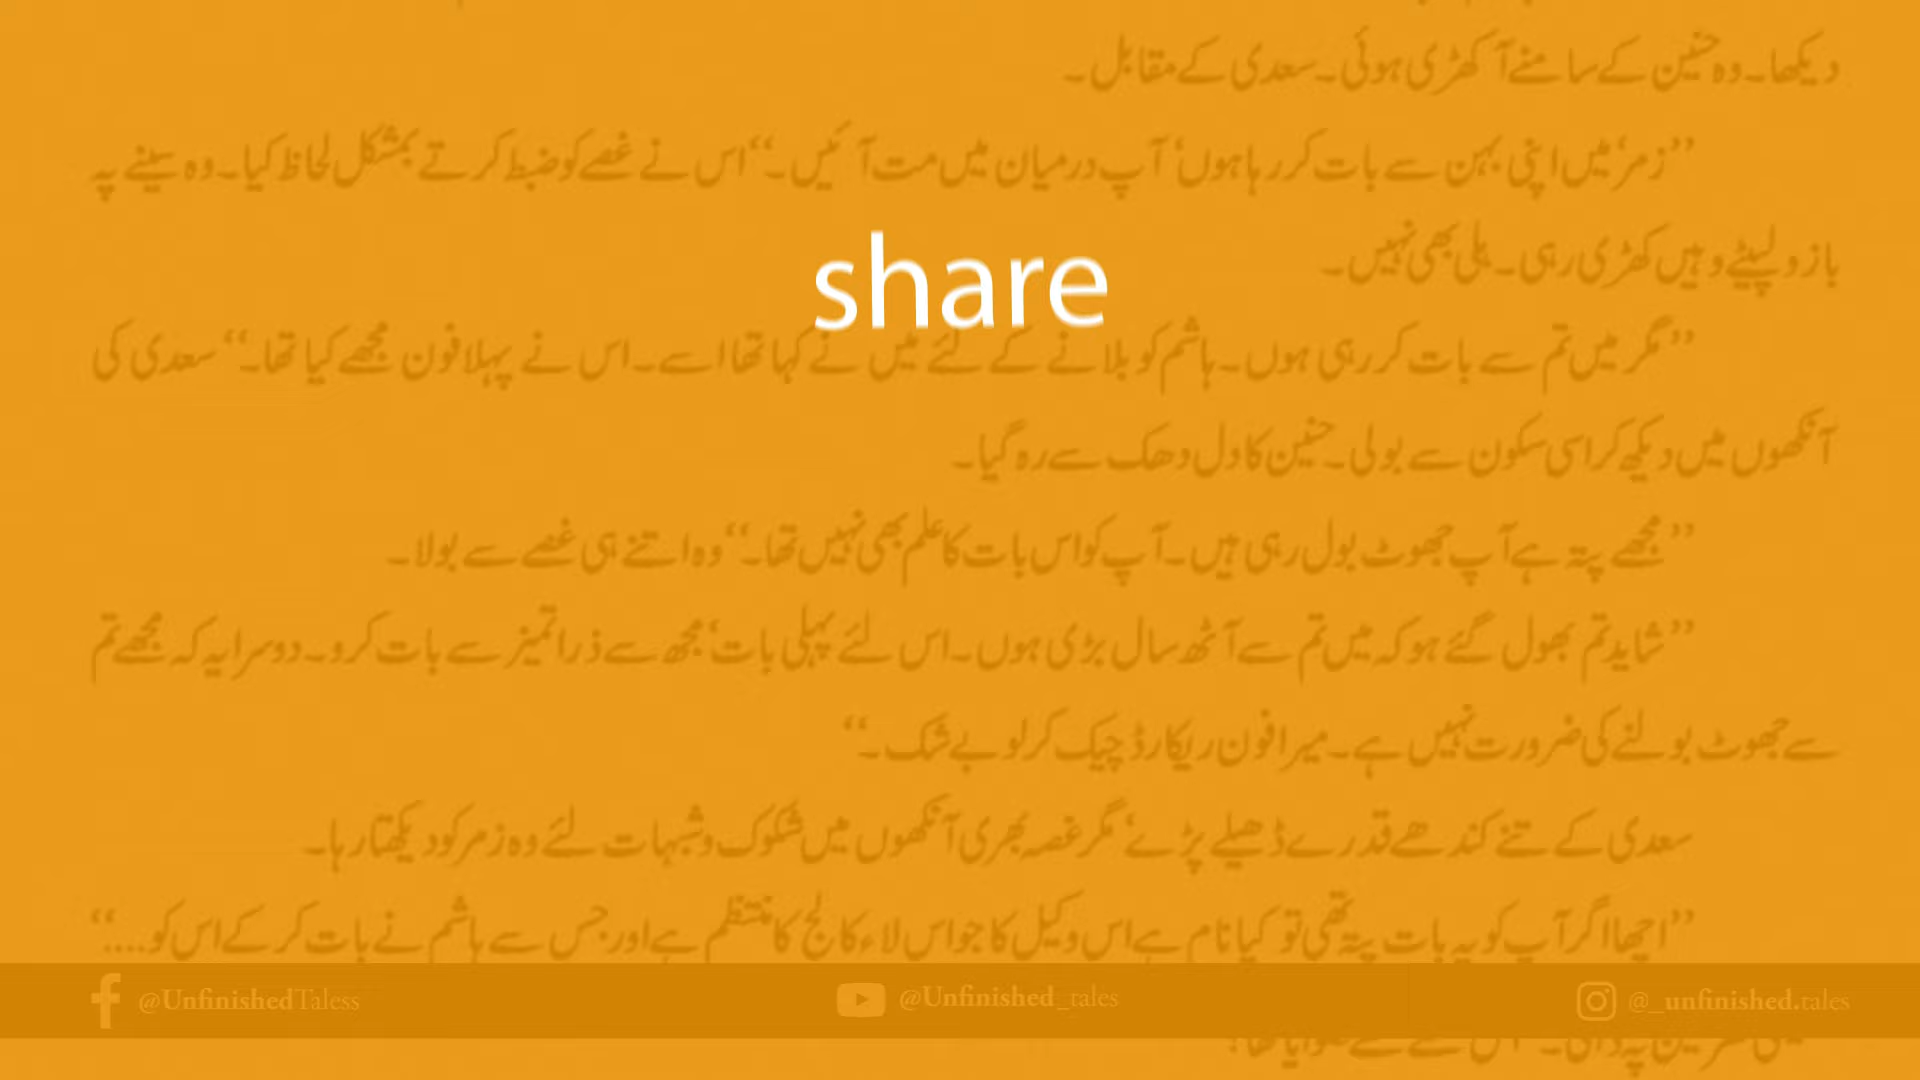 دیکھا۔ وہ حنین کے سامنے آ کھڑی ہوئی۔ سعدی کے مقابل۔
’’زمر‘ میں اپنی بہن سے بات کر رہا ہوں‘ آپ درمیان میں مت آئیں۔‘‘ اس نے غصے کو ضبط کرتے بمشکل لحاظ کیا۔ وہ سینے پہ
share
بازو لپیٹے وہیں کھڑی رہی۔ ہلی بھی نہیں۔
’’مگر میں تم سے بات کر رہی ہوں۔ ہاشم کو بلانے کے لئے میں نے کہا تھا اسے۔ اس نے پہلا فون مجھے کیا تھا۔‘‘ سعدی کی
آنکھوں میں دیکھ کر اسی سکون سے بولی۔ حنین کا دل دھک سے رہ گیا۔
’’مجھے پتہ ہے آپ جھوٹ بول رہی ہیں۔ آپ کو اس بات کا علم بھی نہیں تھا۔‘‘ وہ اتنے ہی غصے سے بولا۔
’’شاید تم بھول گئے ہو کہ میں تم سے آٹھ سال بڑی ہوں۔ اس لئے پہلی بات‘ مجھ سے ذرا تمیز سے بات کرو۔ دوسرا یہ کہ مجھے تم
سے جھوٹ بولنے کی ضرورت نہیں ہے۔ میرا فون ریکارڈ چیک کر لو بے شک۔‘‘
سعدی کے تنے کندھے قدرے ڈھیلے پڑے‘ مگر غصہ بھری آنکھوں میں شکوک و شبہات لئے وہ زمر کو دیکھتا رہا۔
’’اچھا اگر آپ کو یہ بات پتہ تھی تو کیا نام ہے اس وکیل کا جو اس لاء کالج کا منتظم ہے اور جس سے ہاشم نے بات کر کے اس کو....‘‘
@UnfinishedTaless
@Unfinished_tales
@_unfinished.tales